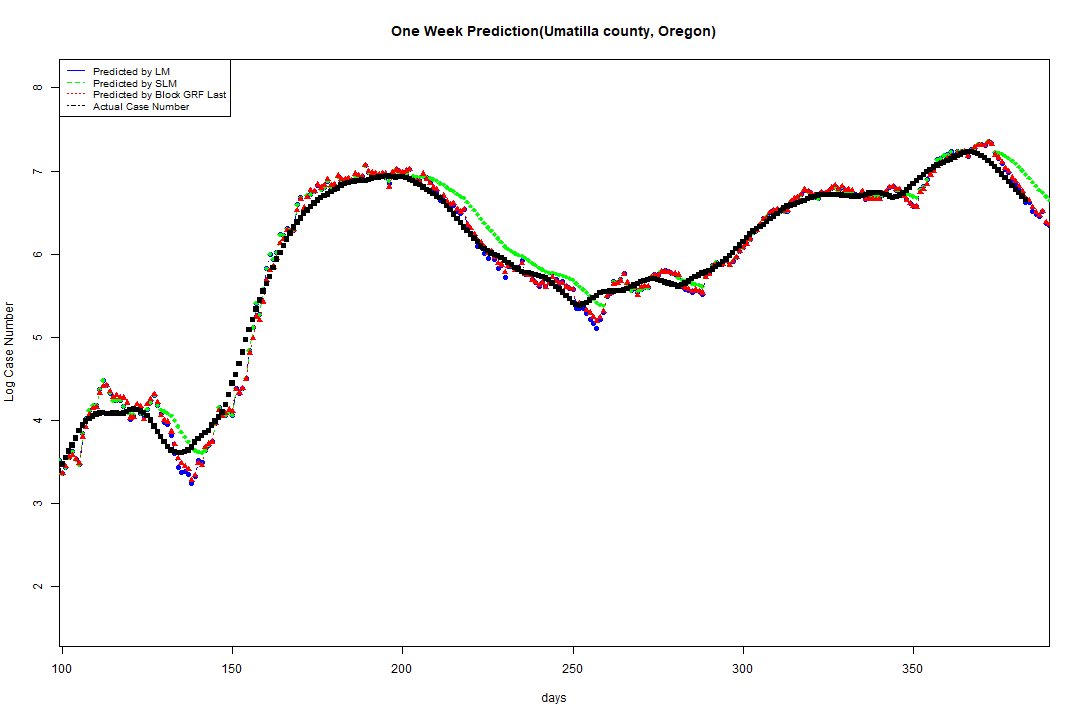 One Week Prediction(Umatilla county, Oregon)
Predicted by LM
Predicted by SLM
Predicted by Block GRF Last
Actual Case Number
8
7
6
5
4
3
2
Log Case Number
100 150 200 250 300 350
days